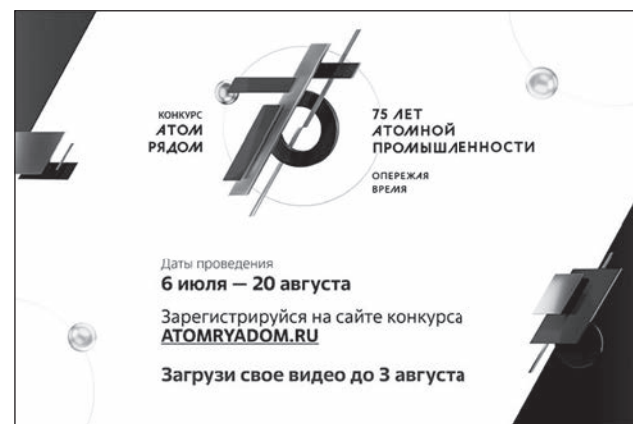 КОНКУРС
АТОМ
РЯДОМ
75
75 ЛЕТ
АТОМНОЙ
ПРОМЫШЛЕННОСТИ
ОПЕРЕЖАЯ
ВРЕМЯ
Даты проведения
6 июля — 20 августа
Зарегистрируйся на сайте конкурса
ATOMRYADOM.RU
Загрузи свое видео до 3 августа